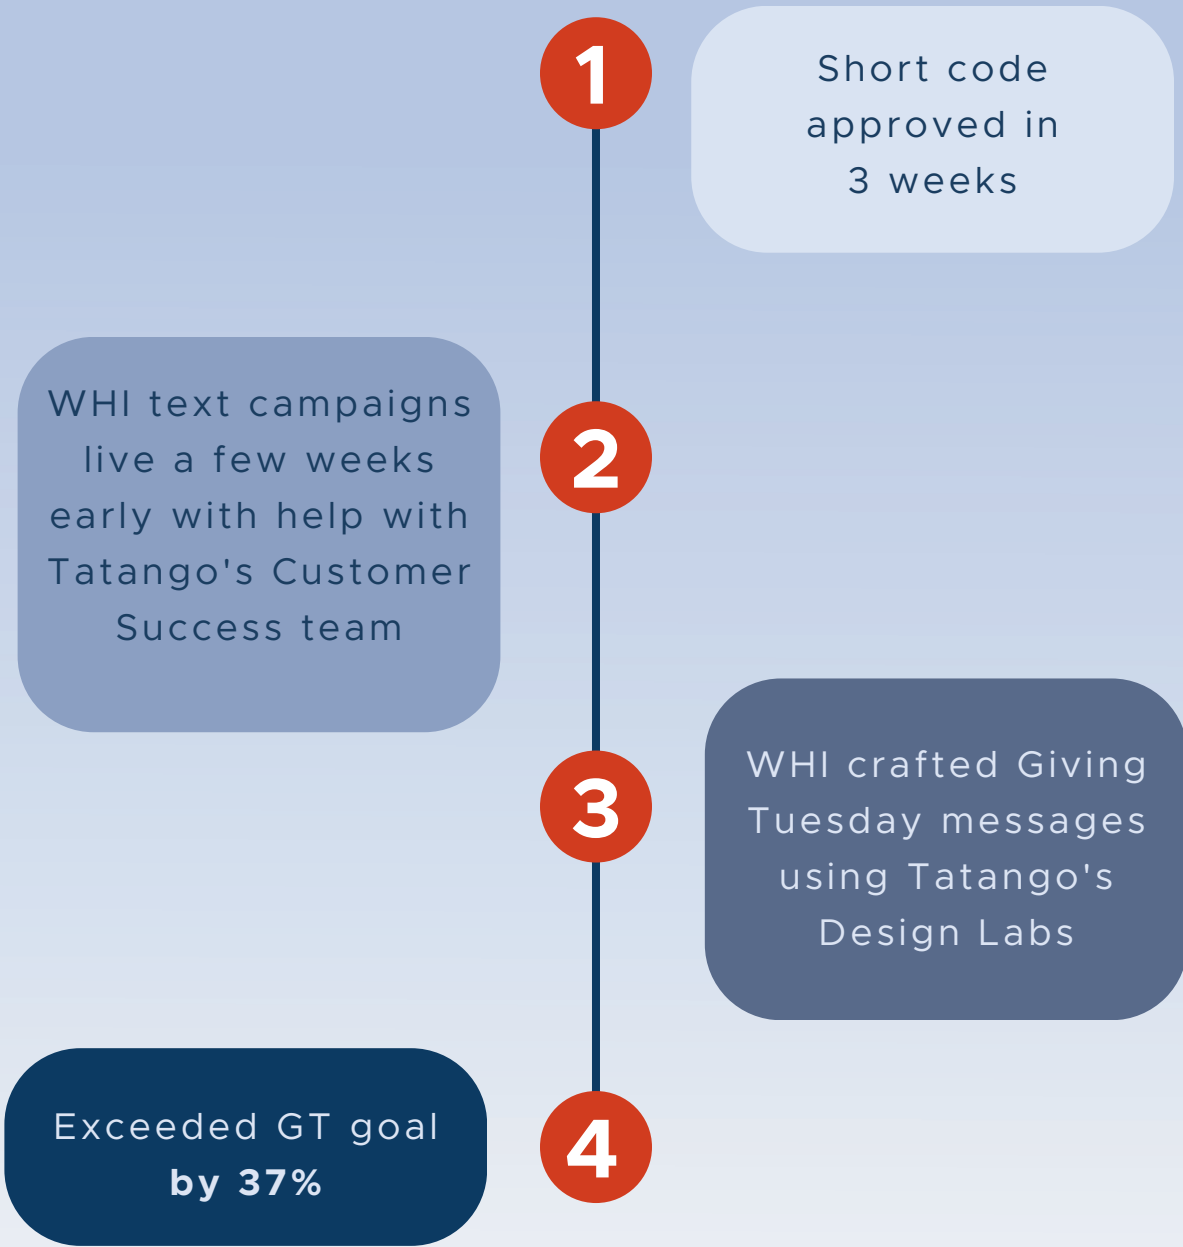 1
Short code
approved in
3 weeks
2
WHI text campaigns
live a few weeks
early with help with
Tatango's Customer
Success team
3
WHI crafted Giving
Tuesday messages
using Tatango's
Design Labs
4
Exceeded GT goal
by 37%